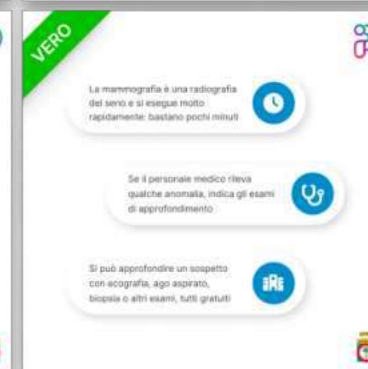 VERO
La mammografia è una radiografia
del seno e si esegue molto
rapidamente: bastano pochi minuti
Se il personale medico rileva
qualche anomalia, indica gli esami
di approfondimento
Si può approfondire un sospetto
con ecografia, ago aspirato,
biopsia o altri esami, tutti gratuiti